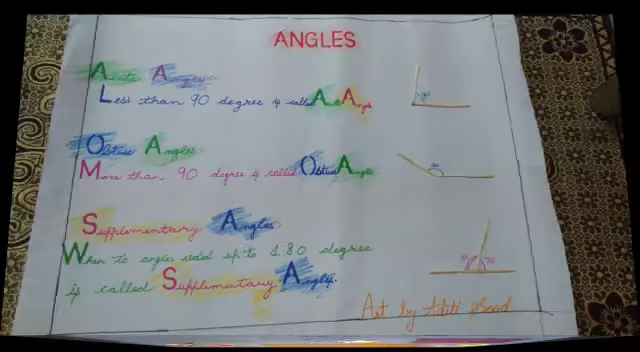 ANGLES
Acute Angles:
Less than 90 degree is called Acute Angle
Obtuse Angles:
More than 90 degree is called Obtuse Angle
Supplementary Angles
When to angles add up to 180 degree
is called Supplementary Angles.
Art by Aditi